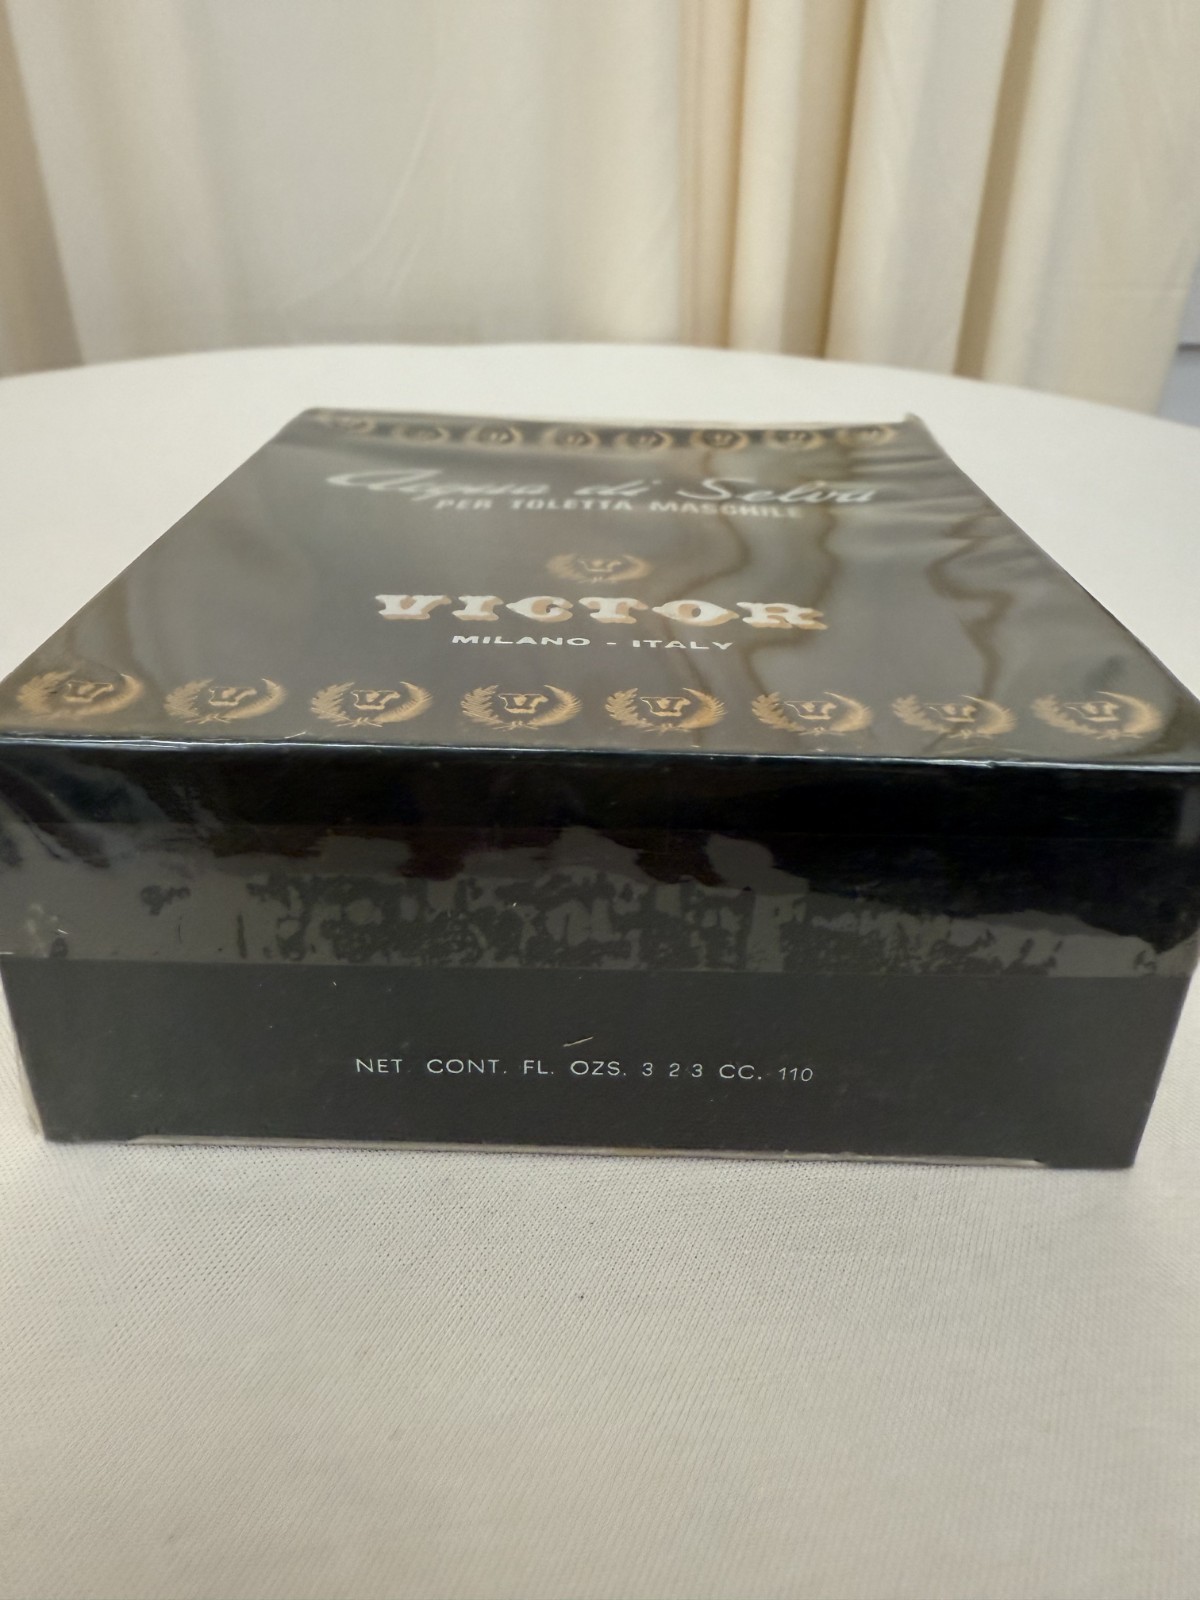 Acqua di Selva
PER TOLETTA MASCHILE
V
VICTOR
MILANO - ITALY
V V V V V V V V
NET. CONT. FL. OZS. 3 2 3 CC. 110